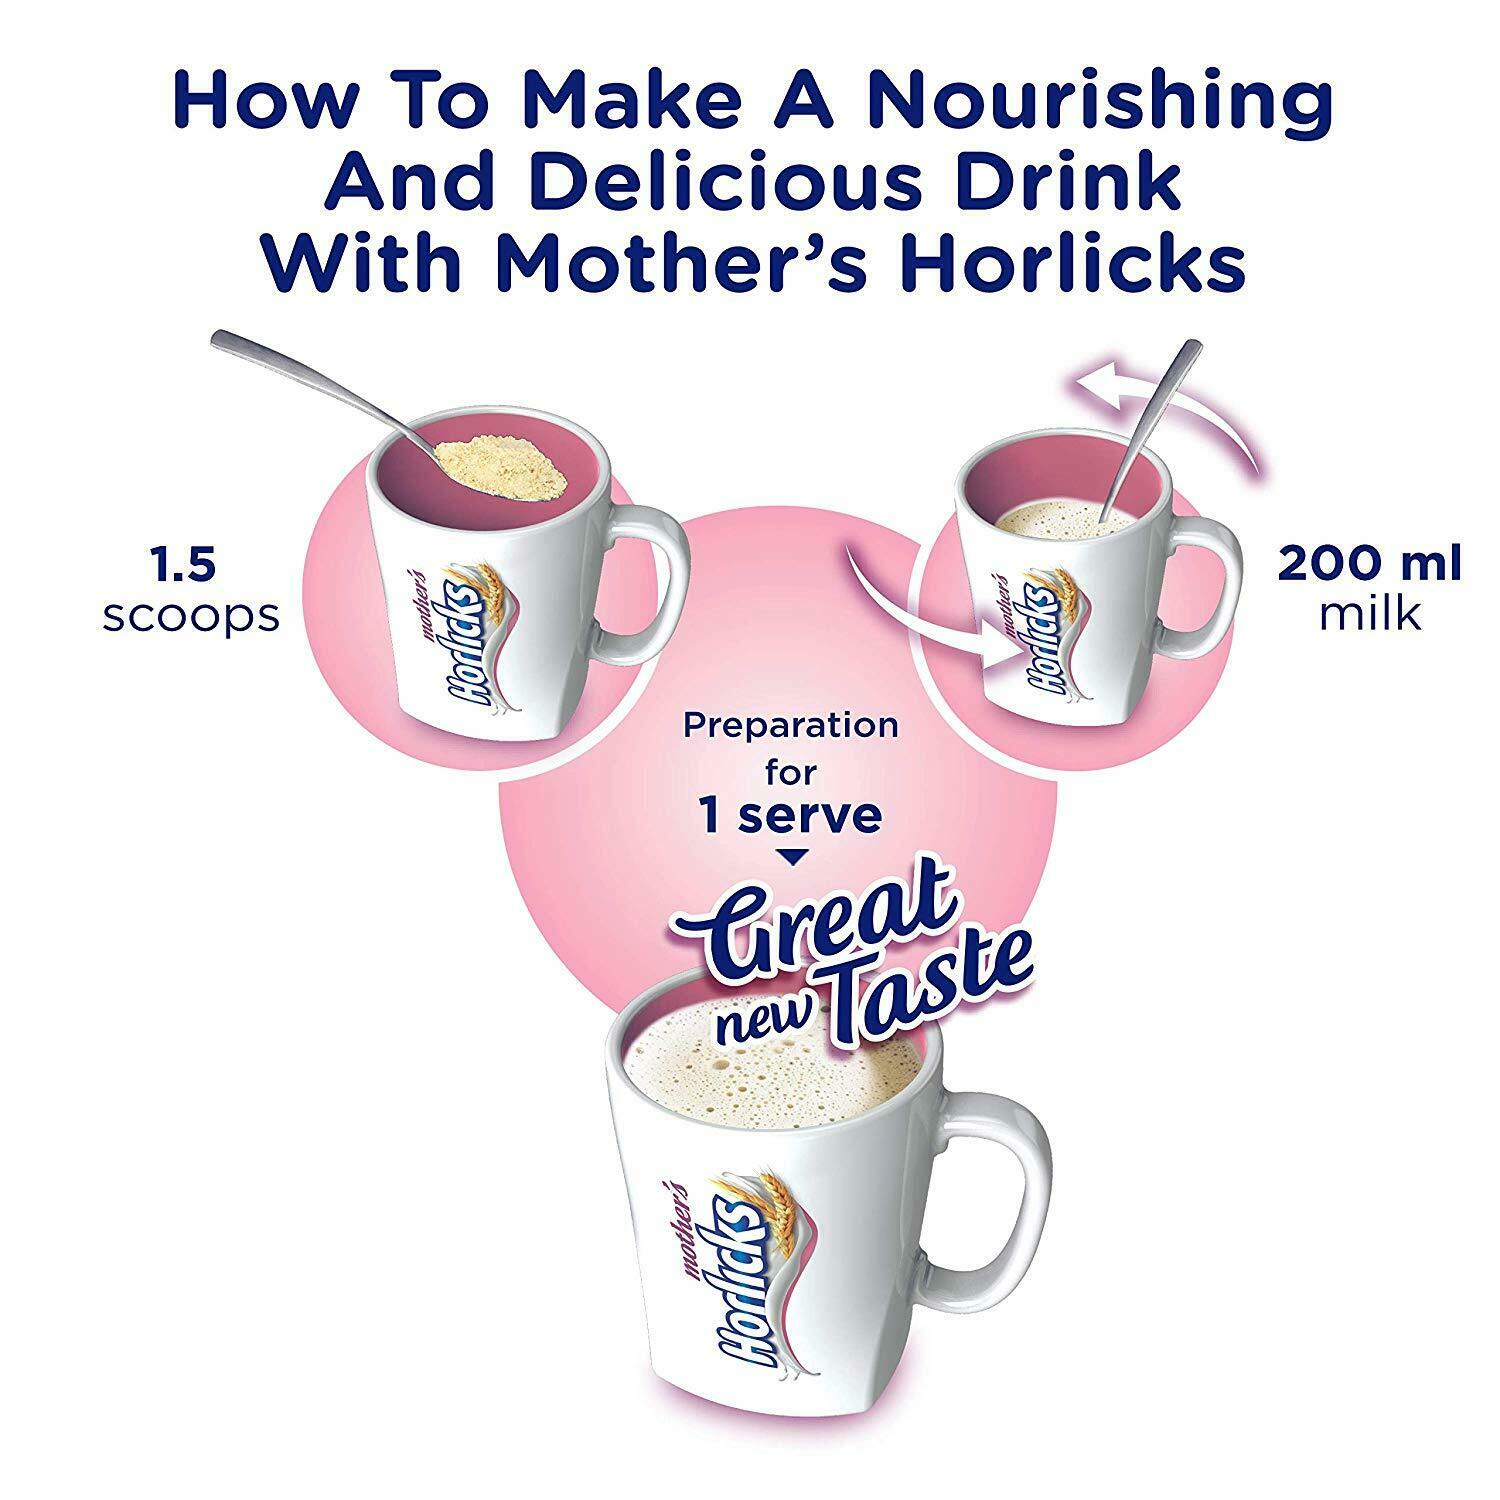 How To Make A Nourishing
And Delicious Drink
With Mother's Horlicks
1.5
scoops
mother's
Horlicks
200 ml
milk
mother's
Horlicks
Preparation
for
1 serve
Great
new Taste
mother's
Horlicks